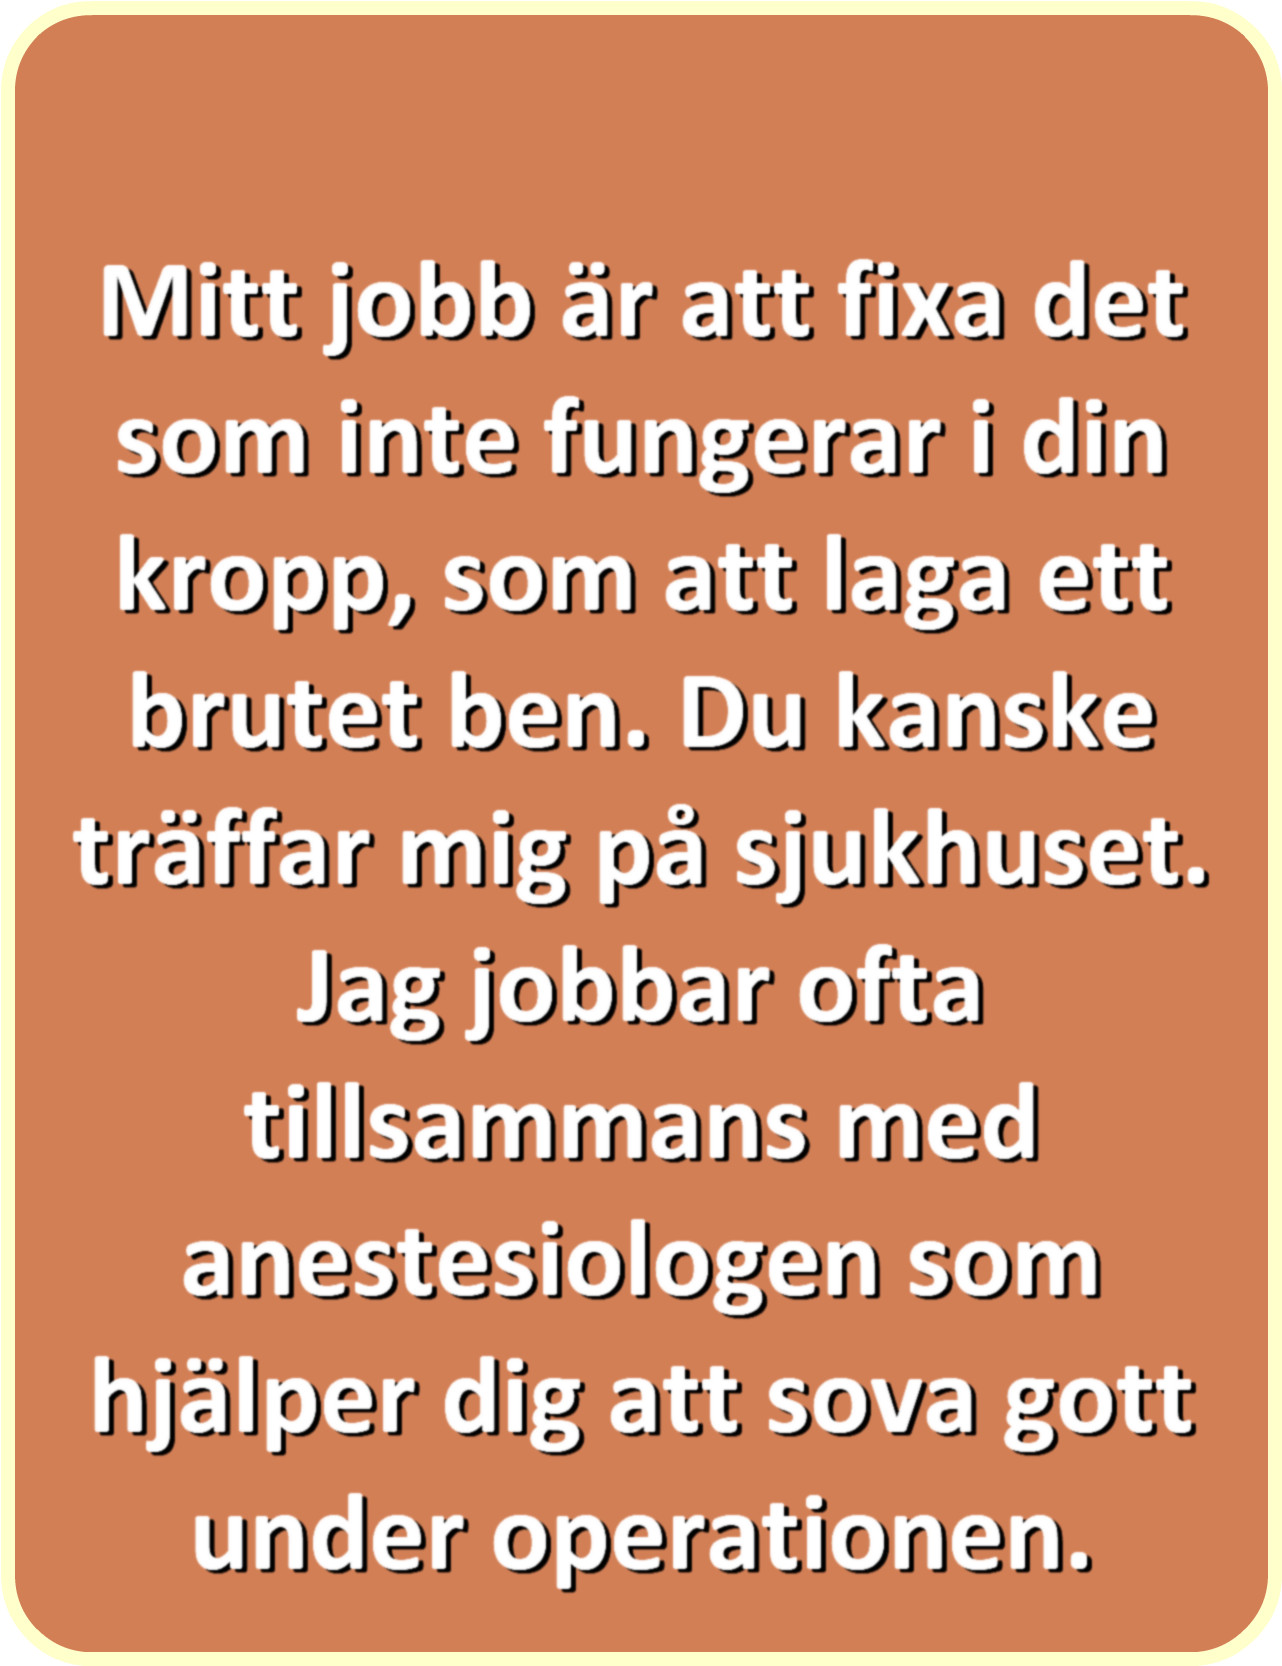 Mitt jobb är att fixa det
som inte fungerar i din
kropp, som att laga ett
brutet ben. Du kanske
träffar mig på sjukhuset.
Jag jobbar ofta
tillsammans med
anestesiologen som
hjälper dig att sova gott
under operationen.